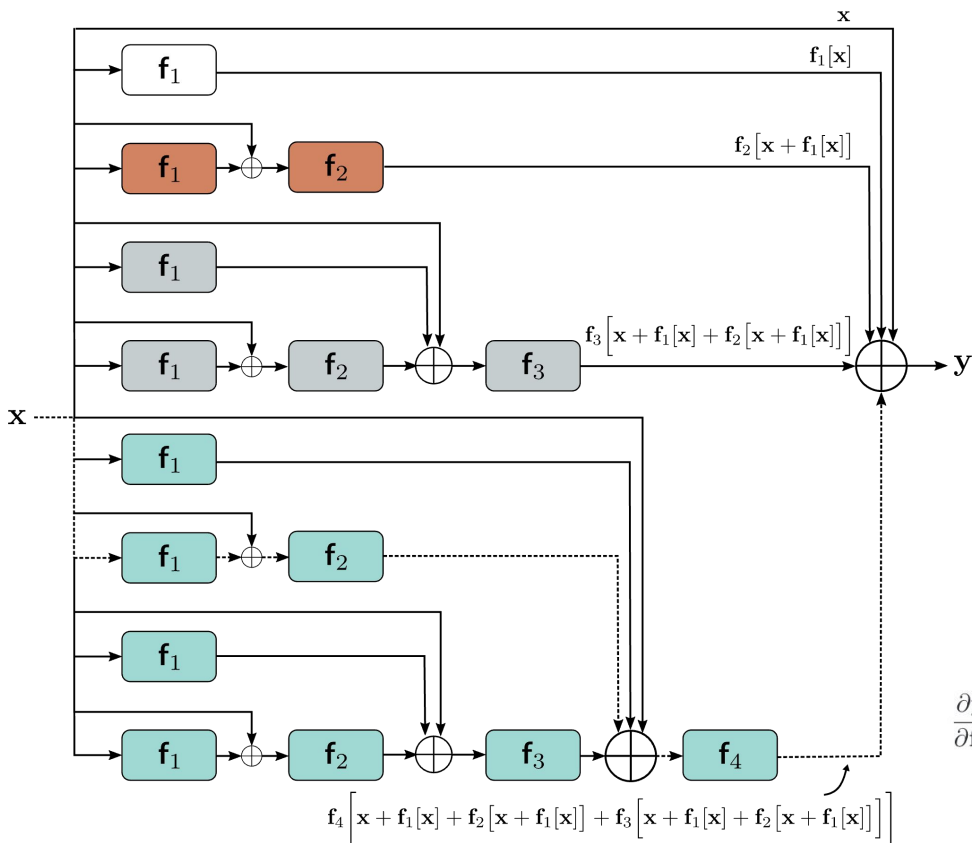 x
f₁[x]
f₁
f₂[x + f₁[x]]
f₁ f₂
f₁
f₃[x + f₁[x] + f₂[x + f₁[x]]]
f₁ f₂ f₃ y
x
f₁
f₁ f₂
f₁
f₁ f₂ f₃ f₄
f₄[x + f₁[x] + f₂[x + f₁[x]] + f₃[x + f₁[x] + f₂[x + f₁[x]]]]